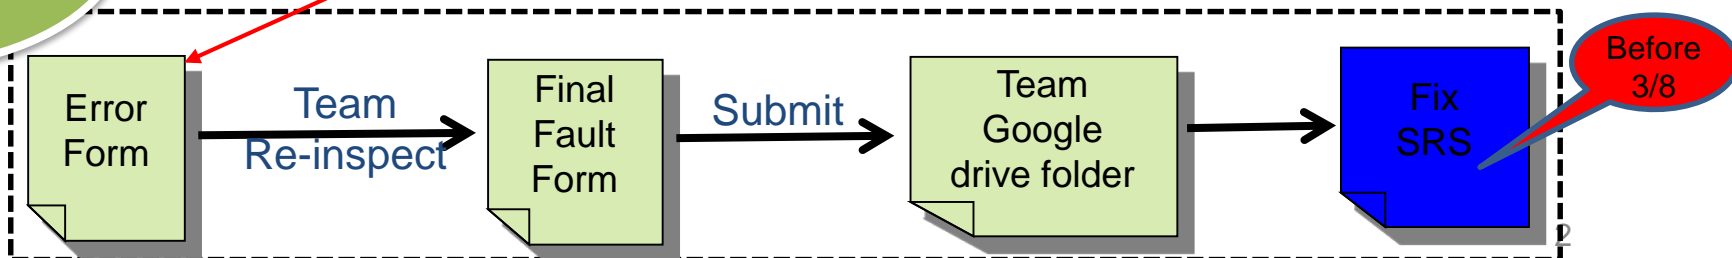 Error
Form
Team
Re-inspect
Final
Fault
Form
Submit
Team
Google
drive folder
Fix
SRS
Before
3/8
2